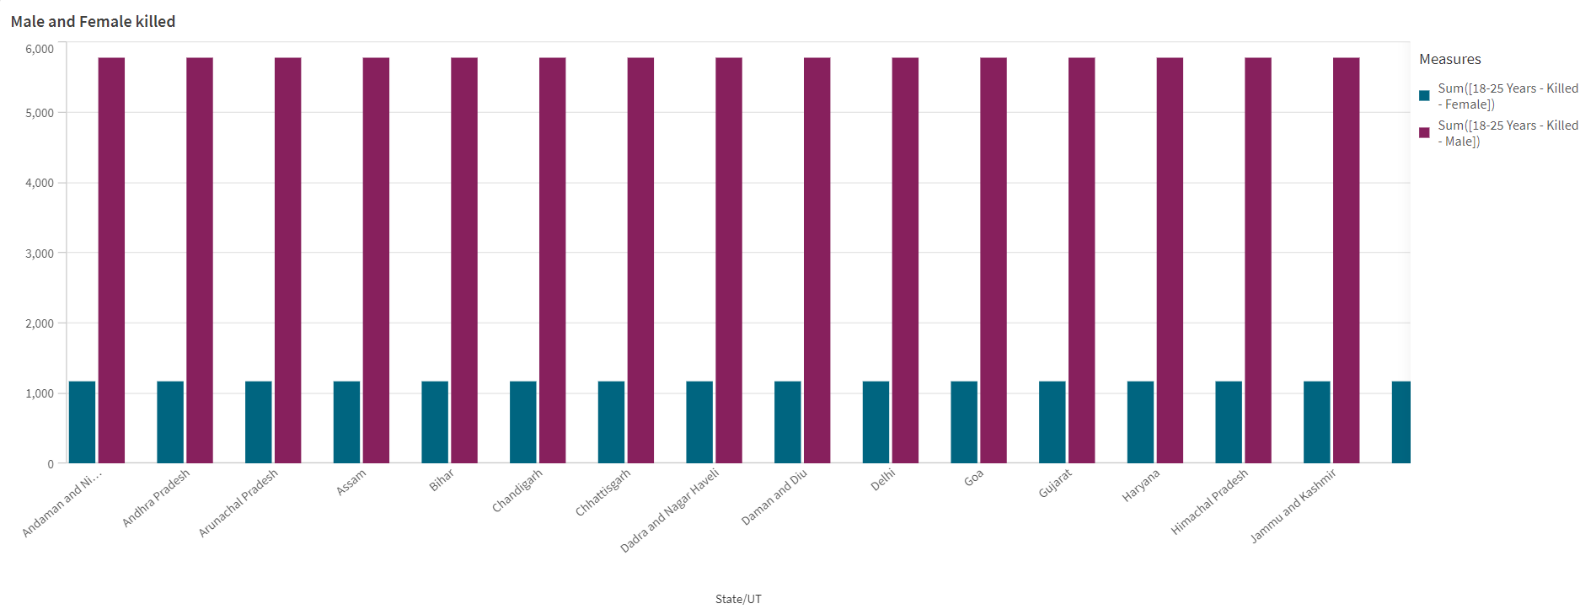 Male and Female killed
6,000
5,000
4,000
3,000
2,000
1,000
0
Andaman and Ni...
Andhra Pradesh
Arunachal Pradesh
Assam
Bihar
Chandigarh
Chhattisgarh
Dadra and Nagar Haveli
Daman and Diu
Delhi
Goa
Gujarat
Haryana
Himachal Pradesh
Jammu and Kashmir
State/UT
Measures
Sum([18-25 Years - Killed
- Female])
Sum([18-25 Years - Killed
- Male])